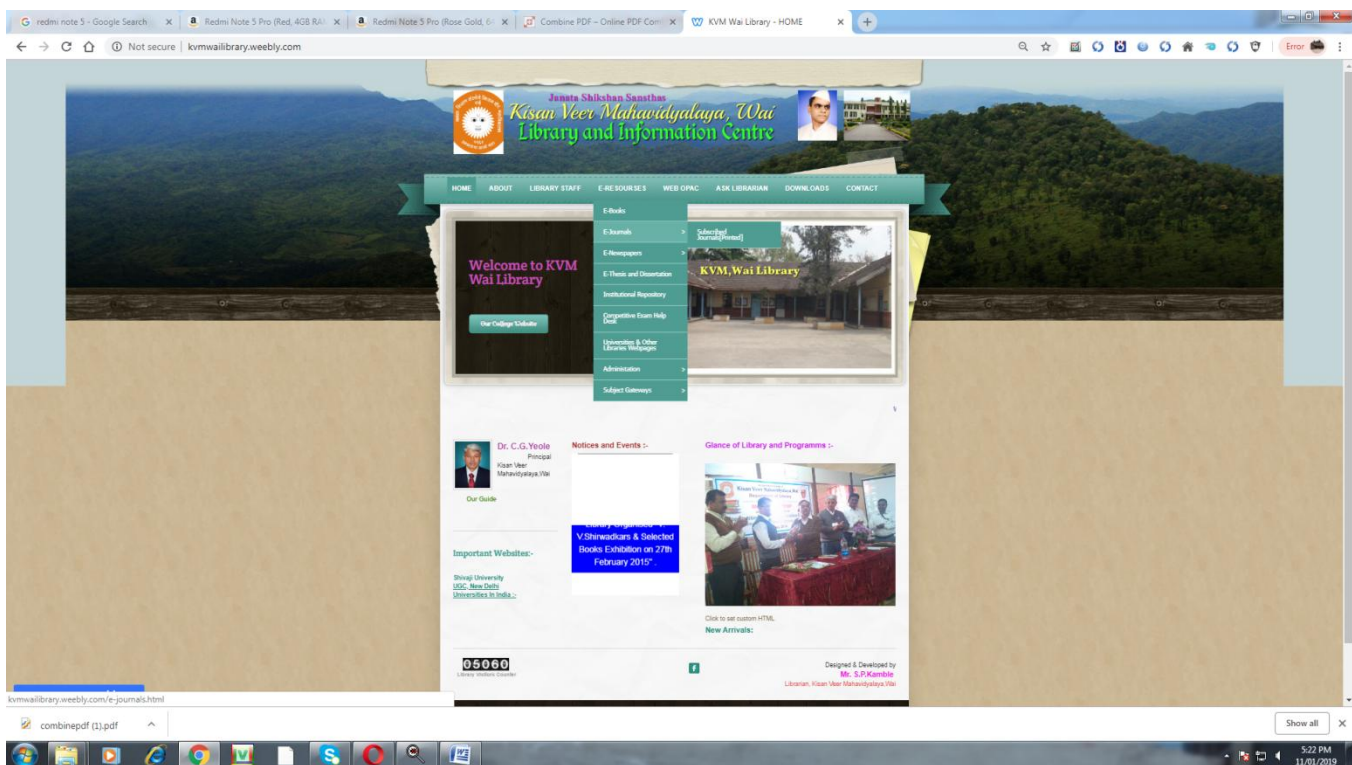 redmi note 5 - Google Search
Redmi Note 5 Pro (Red, 4GB RAM
Redmi Note 5 Pro (Rose Gold, 6
Combine PDF – Online PDF Com
KVM Wai Library - HOME
Not secure | kvmwailibrary.weebly.com
Error
Janata Shikshan Sansthas
Kisan Veer Mahavidyalaya, Wai
Library and Information Centre
HOME ABOUT LIBRARY STAFF E-RESOURSES WEB OPAC ASK LIBRARIAN DOWNLOADS CONTACT
E-Books
E-Journals >
Subscribed
Journals[Printed]
E-Newspapers >
E-Thesis and Dissertation
Institutional Repository
Competitive Exam Help
Desk
Universities & Other
Libraries Webpages
Administation >
Subject Gateways >
Welcome to KVM
Wai Library
Our College Website
KVM,Wai Library
Dr. C.G.Yeole
Principal
Kisan Veer
Mahavidyalaya,Wai
Our Guide
Important Websites:-
Shivaji University
UGC, New Delhi
Universities In India :-
Notices and Events :-
Library Organised "V.
V.Shirwadkars & Selected
Books Exhibition on 27th
February 2015" .
Glance of Library and Programms :-
Click to set custom HTML
New Arrivals:
05060
Library Visitors Counter
Designed & Developed by
Mr. S.P.Kamble
Librarian, Kisan Veer Mahavidyalaya,Wai
kvmwailibrary.weebly.com/e-journals.html
combinepdf (1).pdf
Show all
5:22 PM
11/01/2019